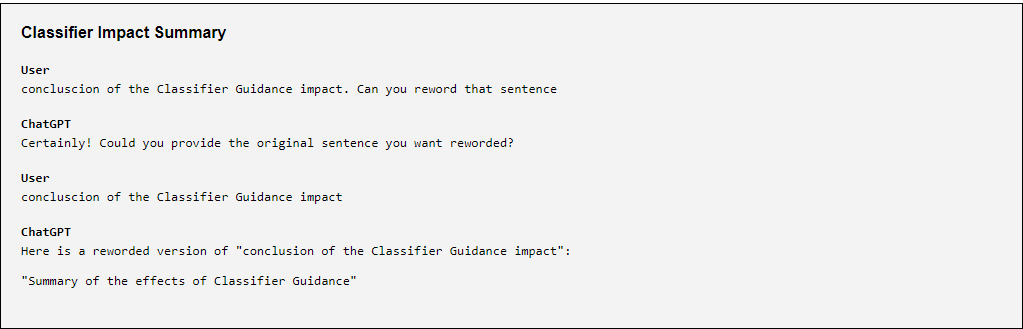 Classifier Impact Summary
User
concluscion of the Classifier Guidance impact. Can you reword that sentence
ChatGPT
Certainly! Could you provide the original sentence you want reworded?
User
concluscion of the Classifier Guidance impact
ChatGPT
Here is a reworded version of "conclusion of the Classifier Guidance impact":
"Summary of the effects of Classifier Guidance"